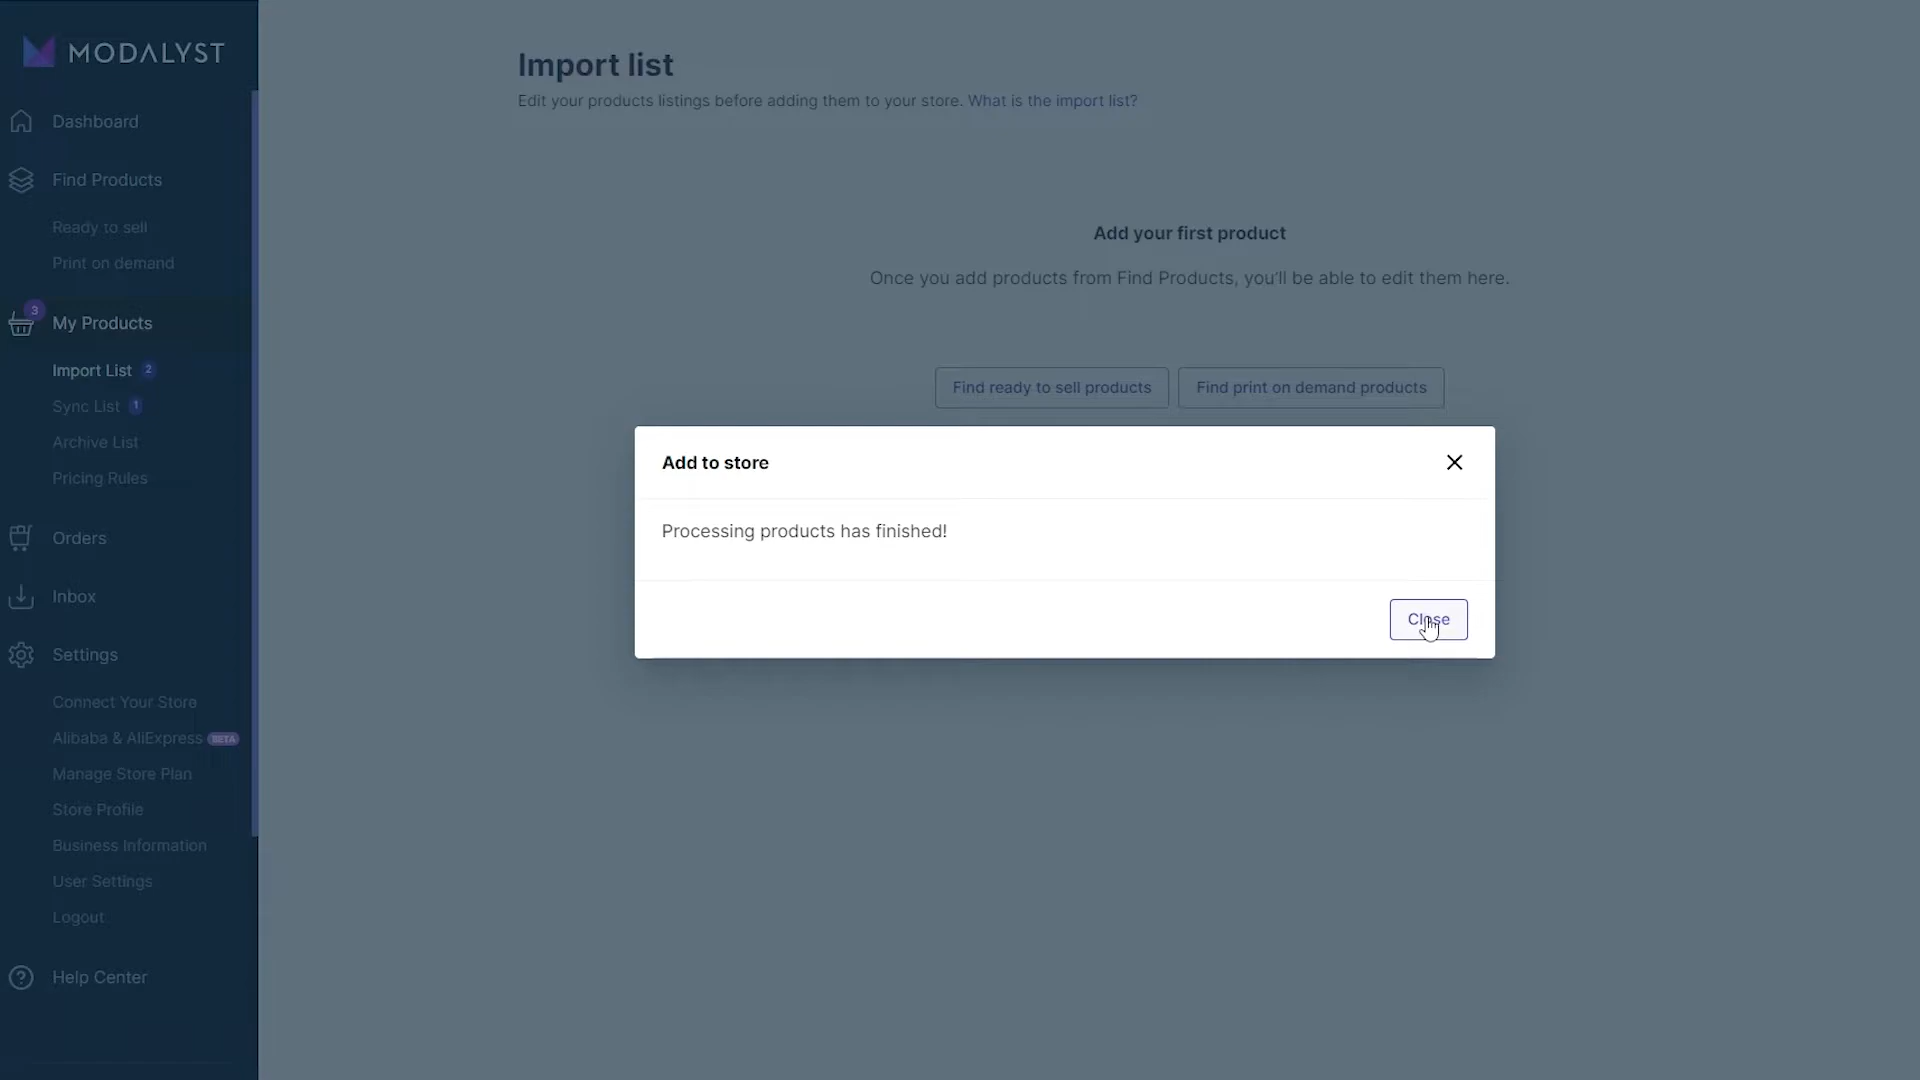 MODALYST
Dashboard
Find Products
Ready to sell
Print on demand
3
My Products
Import List 2
Sync List 1
Archive List
Pricing Rules
Orders
Inbox
Settings
Connect Your Store
Alibaba & AliExpress BETA
Manage Store Plan
Store Profile
Business Information
User Settings
Logout
Help Center
Import list
Edit your products listings before adding them to your store. What is the import list?
Add your first product
Once you add products from Find Products, you'll be able to edit them here.
Find ready to sell products
Find print on demand products
Add to store
Processing products has finished!
Close